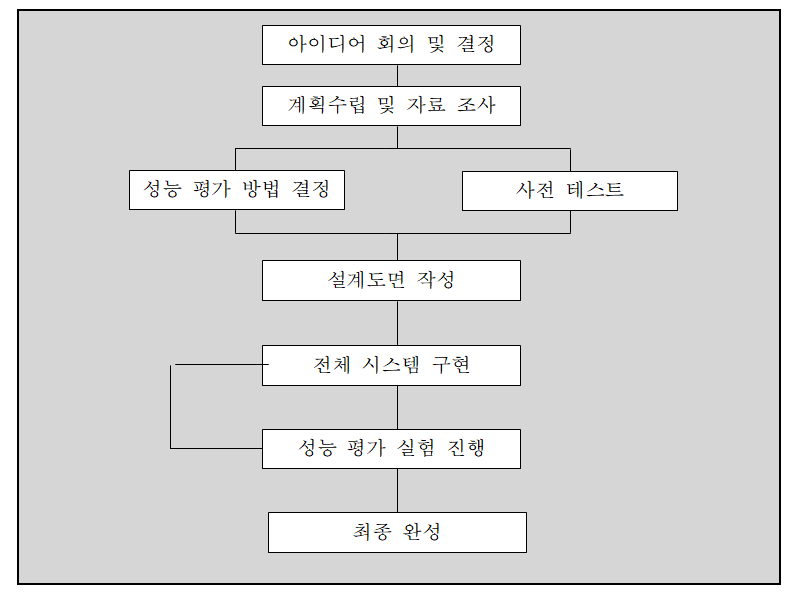 아이디어 회의 및 결정
계획수립 및 자료 조사
성능 평가 방법 결정
사전 테스트
설계도면 작성
전체 시스템 구현
성능 평가 실험 진행
최종 완성